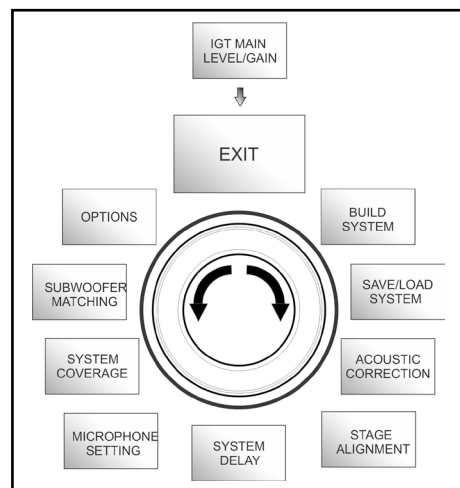 IGT MAIN
LEVEL/GAIN
EXIT
OPTIONS
BUILD
SYSTEM
SUBWOOFER
MATCHING
SAVE/LOAD
SYSTEM
SYSTEM
COVERAGE
ACOUSTIC
CORRECTION
MICROPHONE
SETTING
SYSTEM
DELAY
STAGE
ALIGNMENT